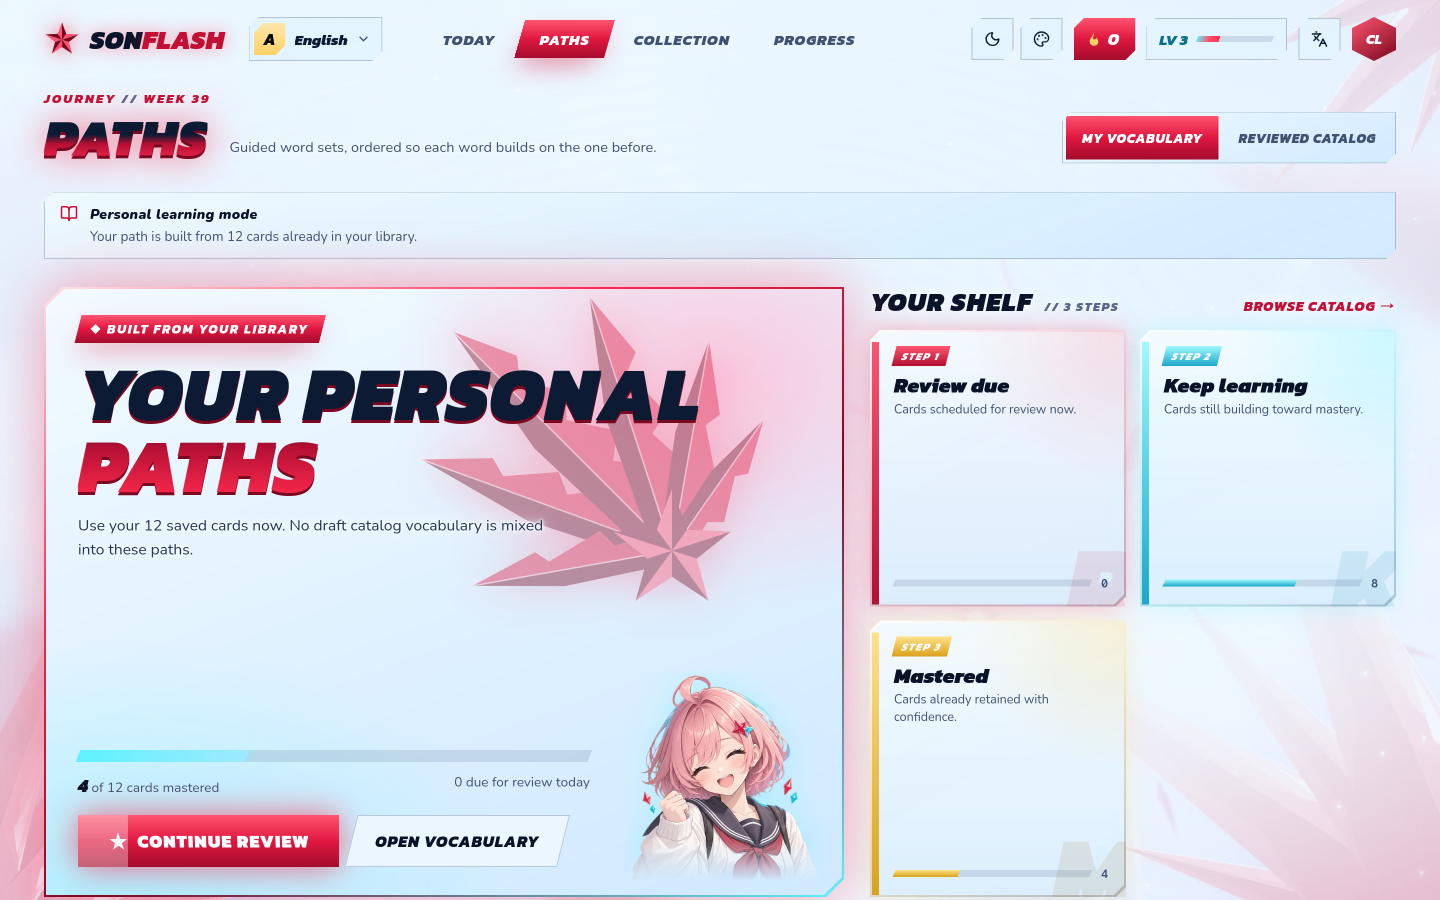 SONFLASH
A English
TODAY
PATHS
COLLECTION
PROGRESS
0
LV 3
CL
JOURNEY // WEEK 39
PATHS
Guided word sets, ordered so each word builds on the one before.
MY VOCABULARY
REVIEWED CATALOG
Personal learning mode
Your path is built from 12 cards already in your library.
◆ BUILT FROM YOUR LIBRARY
YOUR PERSONAL
PATHS
Use your 12 saved cards now. No draft catalog vocabulary is mixed
into these paths.
4 of 12 cards mastered
0 due for review today
★ CONTINUE REVIEW
OPEN VOCABULARY
YOUR SHELF // 3 STEPS
BROWSE CATALOG →
STEP 1
Review due
Cards scheduled for review now.
R
0
STEP 2
Keep learning
Cards still building toward mastery.
K
8
STEP 3
Mastered
Cards already retained with
confidence.
M
4